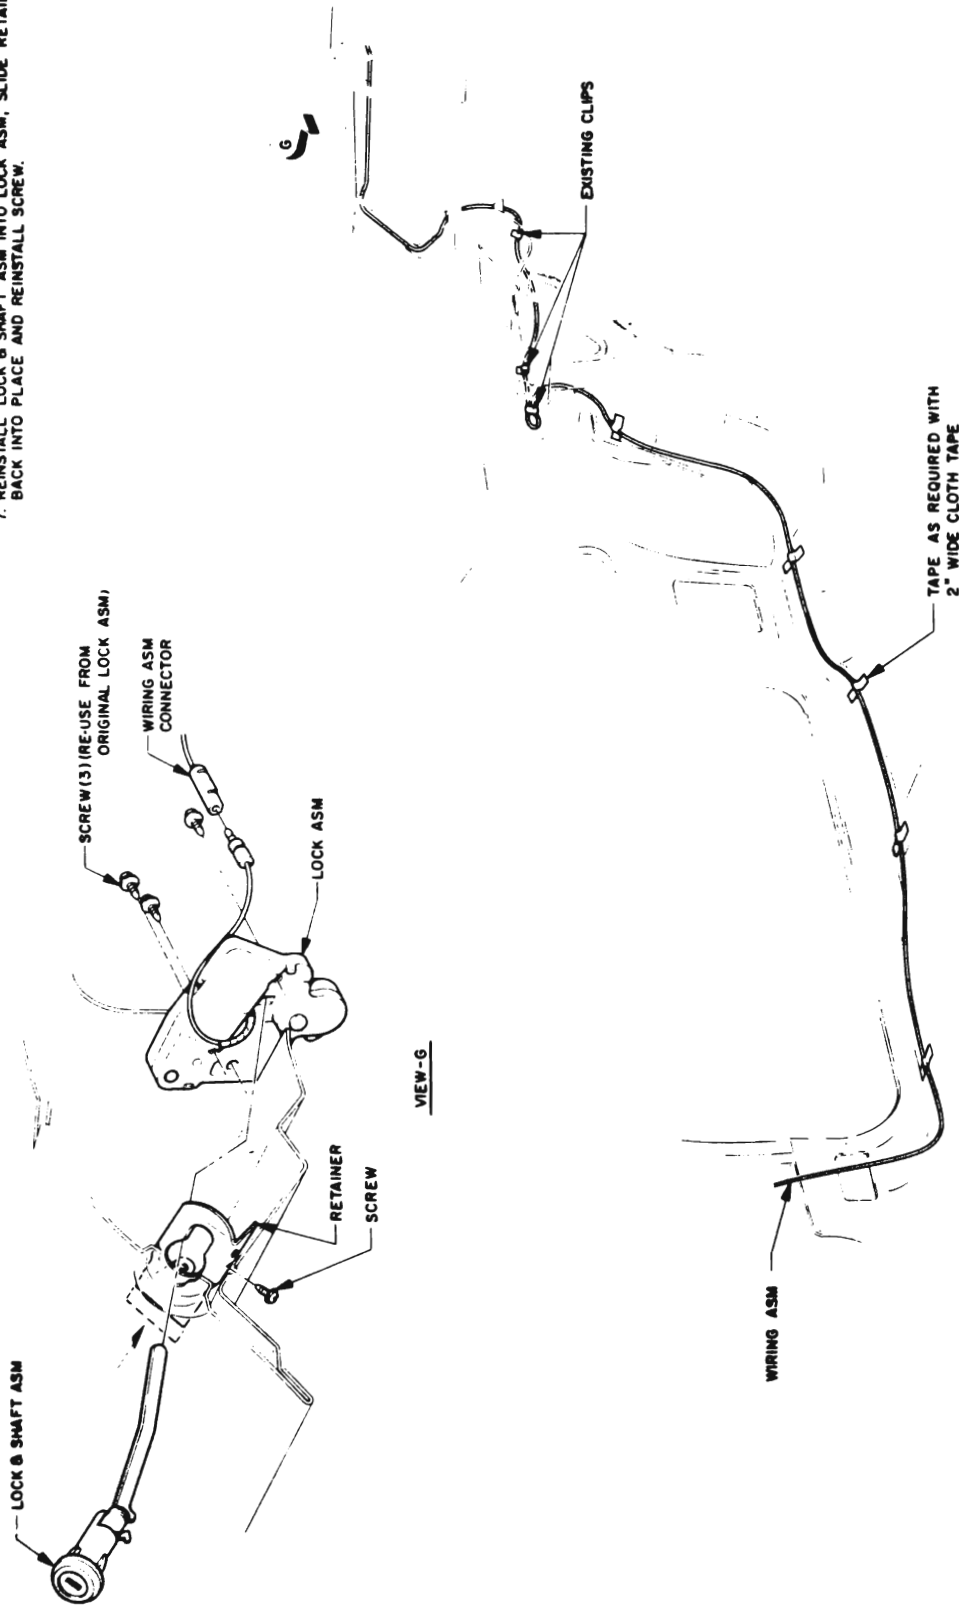 7. REINSTALL LOCK & SHAFT ASM INTO LOCK ASM, SLIDE
BACK INTO PLACE AND REINSTALL SCREW.
LOCK & SHAFT ASM
SCREW (3) (RE-USE FROM
ORIGINAL LOCK ASM)
WIRING ASM
CONNECTOR
LOCK ASM
RETAINER
SCREW
VIEW-G
G
EXISTING CLIPS
WIRING ASM
TAPE AS REQUIRED WITH
2" WIDE CLOTH TAPE